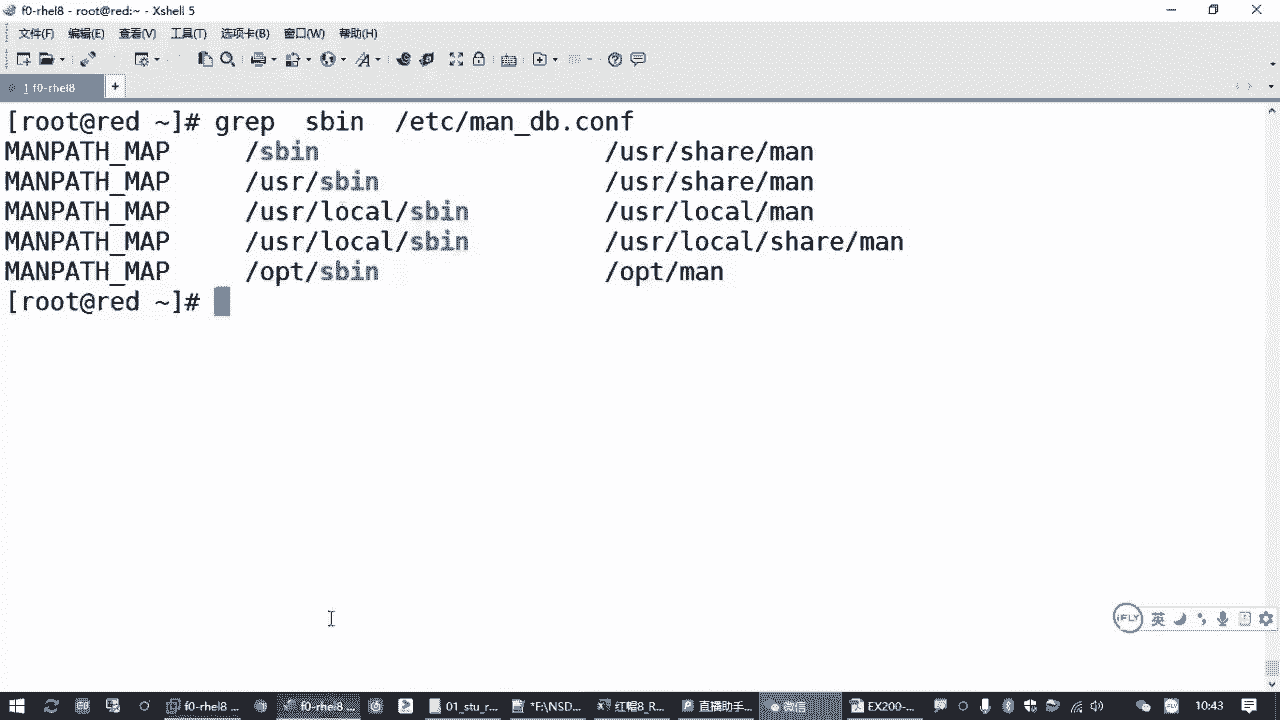 f0-rhel8 - root@red:~ - Xshell 5
文件(F) 编辑(E) 查看(V) 工具(T) 选项卡(B) 窗口(W) 帮助(H)
1 f0-rhel8 +
[root@red ~]# grep  sbin  /etc/man_db.conf
MANPATH_MAP     /sbin                   /usr/share/man
MANPATH_MAP     /usr/sbin               /usr/share/man
MANPATH_MAP     /usr/local/sbin         /usr/local/man
MANPATH_MAP     /usr/local/sbin         /usr/local/share/man
MANPATH_MAP     /opt/sbin               /opt/man
[root@red ~]#
iFLY 英
f0-rhel8 ... f0-rhel8 ... 01_stu_r... *E:\NSD... 红帽8_R... 直播助手... 微信 EX200-... 10:43